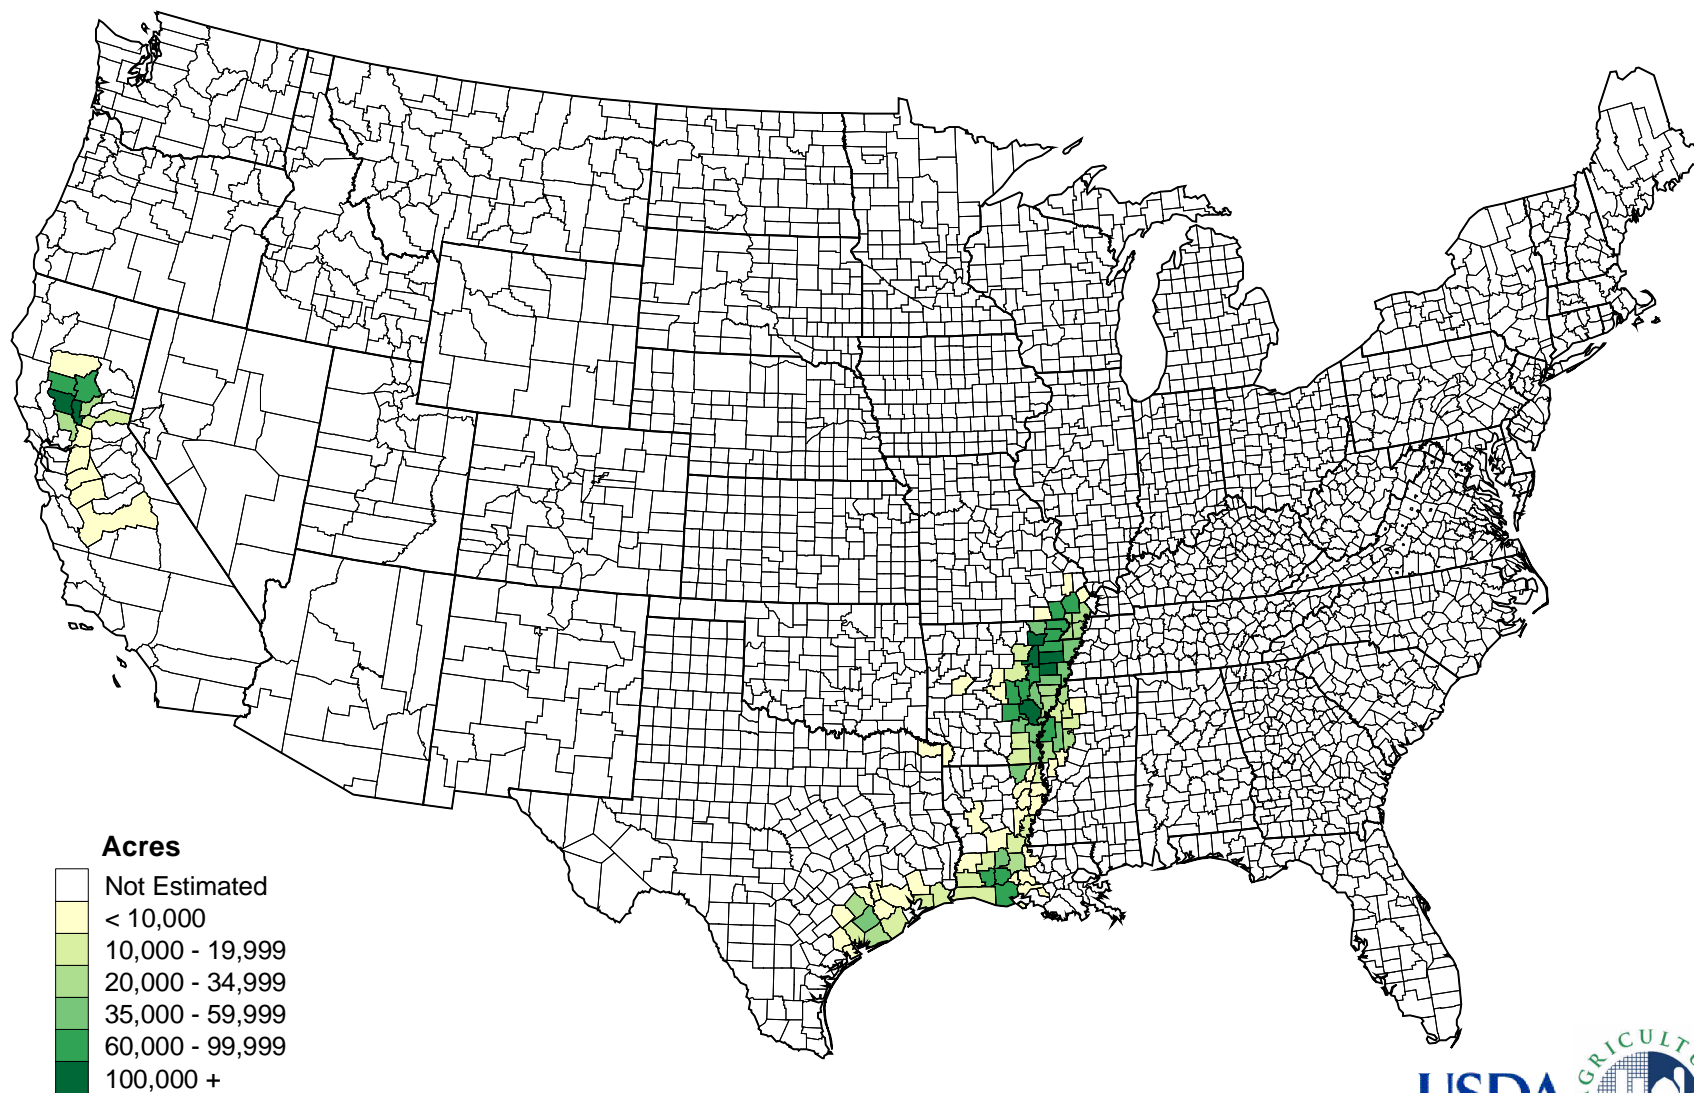 Acres
Not Estimated
< 10,000
10,000 - 19,999
20,000 - 34,999
35,000 - 59,999
60,000 - 99,999
100,000 +
USDA